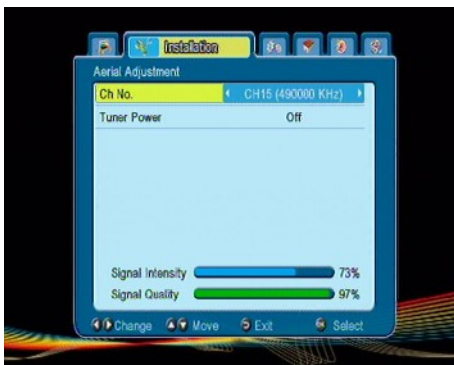 Installation
Aerial Adjustment
Ch No. CH15 (490000 KHz)
Tuner Power Off
Signal Intensity 73%
Signal Quality 97%
Change Move Exit Select